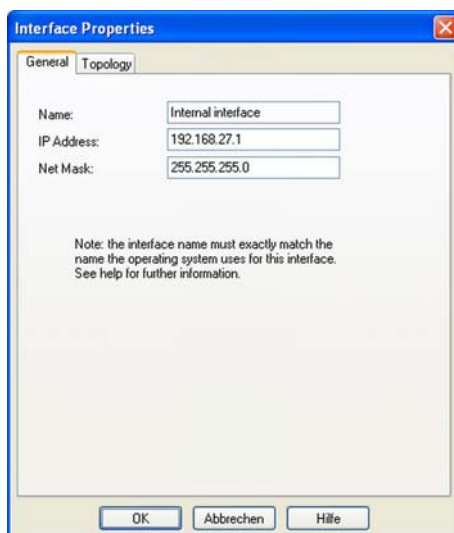 Interface Properties
General Topology
Name: Internal interface
IP Address: 192.168.27.1
Net Mask: 255.255.255.0
Note: the interface name must exactly match the
name the operating system uses for this interface.
See help for further information.
OK Abbrechen Hilfe